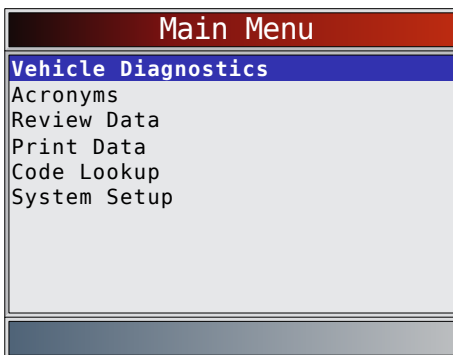 Main Menu
Vehicle Diagnostics
Acronyms
Review Data
Print Data
Code Lookup
System Setup